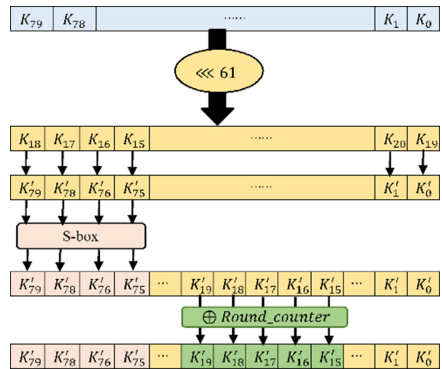 K79 K78 ...... K1 K0
⋘ 61
K18 K17 K16 K15 ...... K20 K19
K′79 K′78 K′76 K′75 ...... K′1 K′0
S-box
K′79 K′78 K′76 K′75 ... K′19 K′18 K′17 K′16 K′15 ... K′1 K′0
⊕ Round_counter
K′79 K′78 K′76 K′75 ... K′19 K′18 K′17 K′16 K′15 ... K′1 K′0